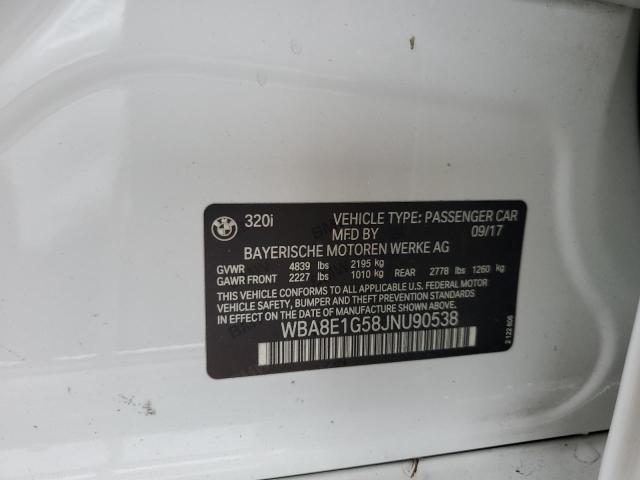 320i VEHICLE TYPE: PASSENGER CAR
MFD BY 09/17
BAYERISCHE MOTOREN WERKE AG
GVWR 4839 lbs 2195 kg
GAWR FRONT 2227 lbs 1010 kg REAR 2778 lbs 1260 kg
THIS VEHICLE CONFORMS TO ALL APPLICABLE U.S. FEDERAL MOTOR
VEHICLE SAFETY, BUMPER AND THEFT PREVENTION STANDARDS IN
EFFECT ON THE DATE OF MANUFACTURE SHOWN ABOVE.
WBA8E1G58JNU90538